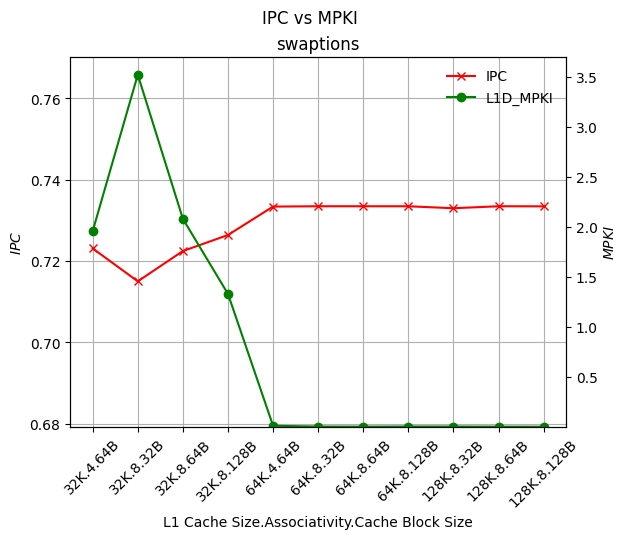 IPC vs MPKI
swaptions
IPC
L1D_MPKI
0.76
0.74
0.72
0.70
0.68
IPC
3.5
3.0
2.5
2.0
1.5
1.0
0.5
MPKI
32K.4.64B
32K.8.32B
32K.8.64B
32K.8.128B
64K.4.64B
64K.8.32B
64K.8.64B
64K.8.128B
128K.8.32B
128K.8.64B
128K.8.128B
L1 Cache Size.Associativity.Cache Block Size